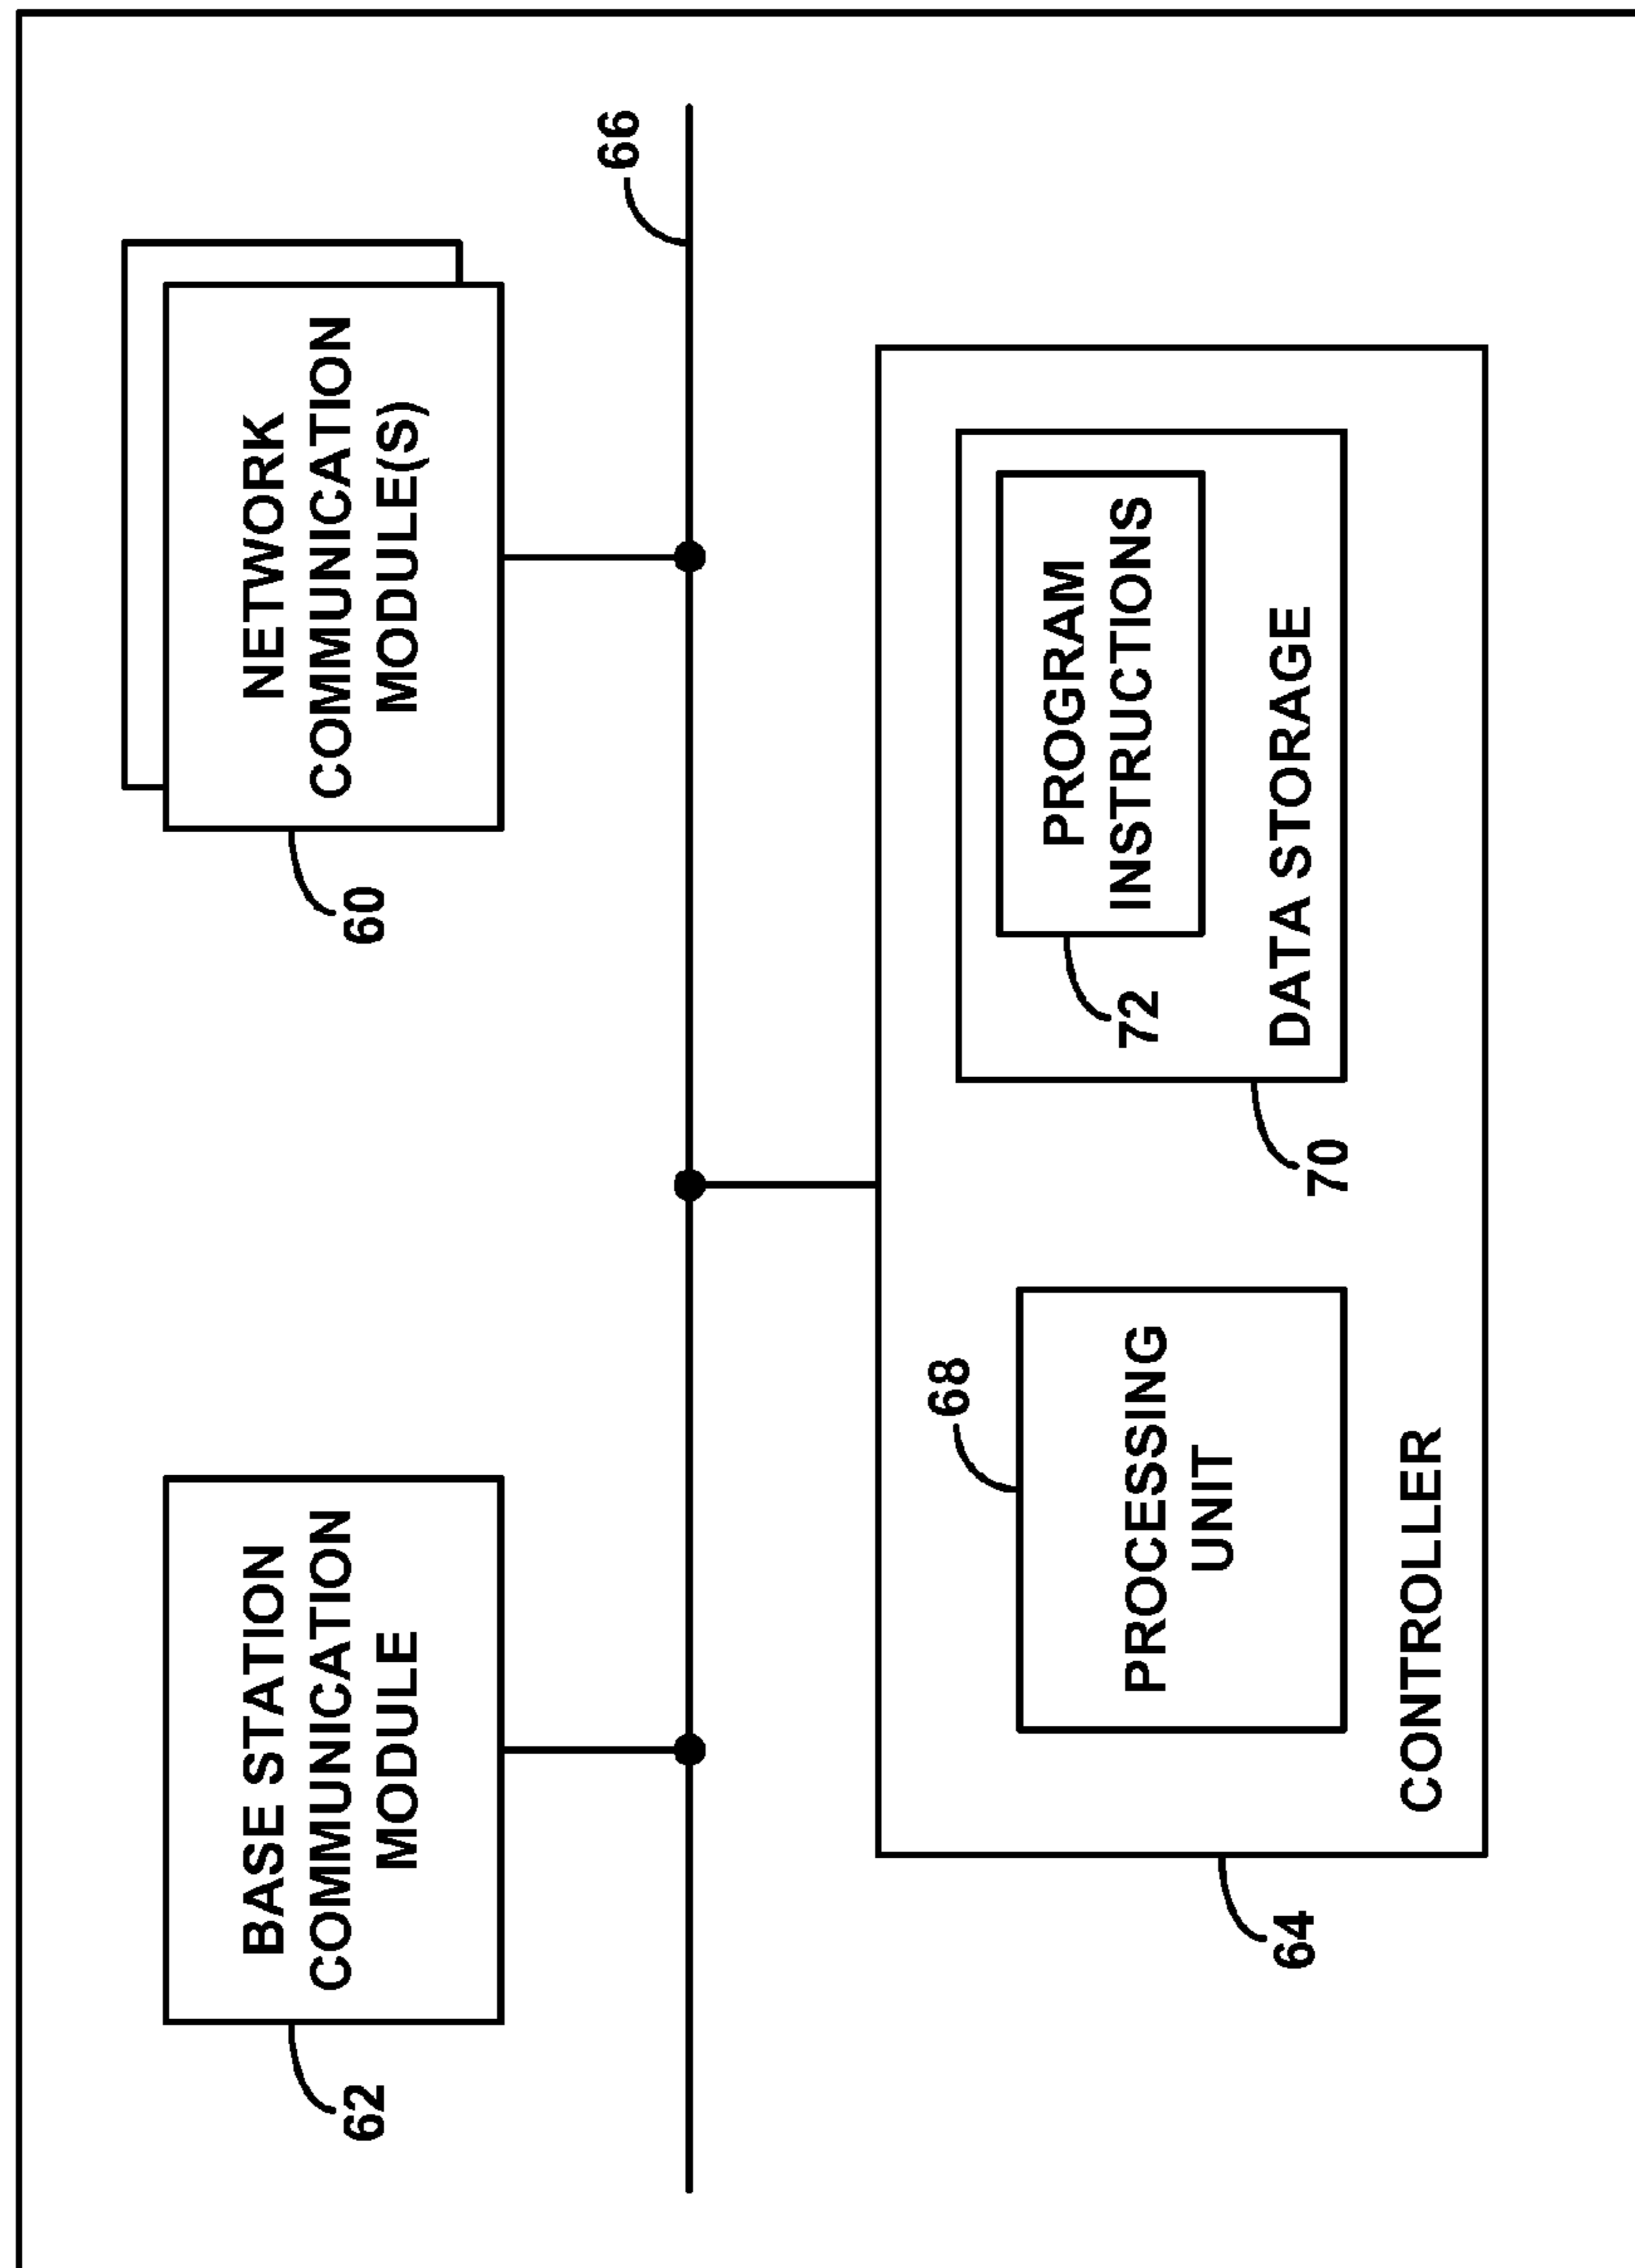 BASE STATION
COMMUNICATION
MODULE
62
NETWORK
COMMUNICATION
MODULE(S)
60
66
68
PROCESSING
UNIT
PROGRAM
INSTRUCTIONS
72
DATA STORAGE
70
CONTROLLER
64